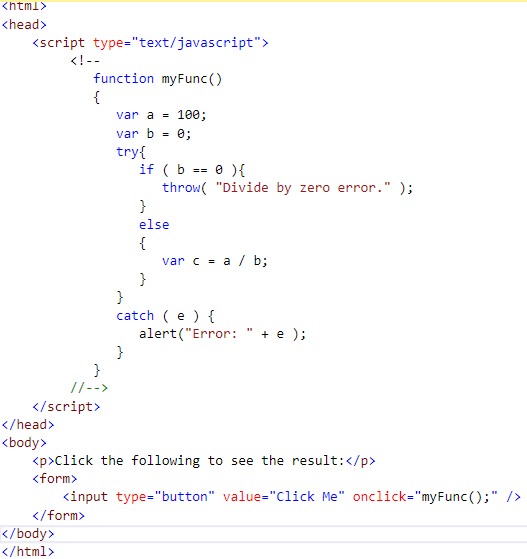 <html>
<head>
<script type="text/javascript">
<!--
function myFunc()
{
var a = 100;
var b = 0;
try{
if ( b == 0 ){
throw( "Divide by zero error." );
}
else
{
var c = a / b;
}
}
catch ( e ) {
alert("Error: " + e );
}
}
//-->
</script>
</head>
<body>
<p>Click the following to see the result:</p>
<form>
<input type="button" value="Click Me" onclick="myFunc();" />
</form>
</body>
</html>